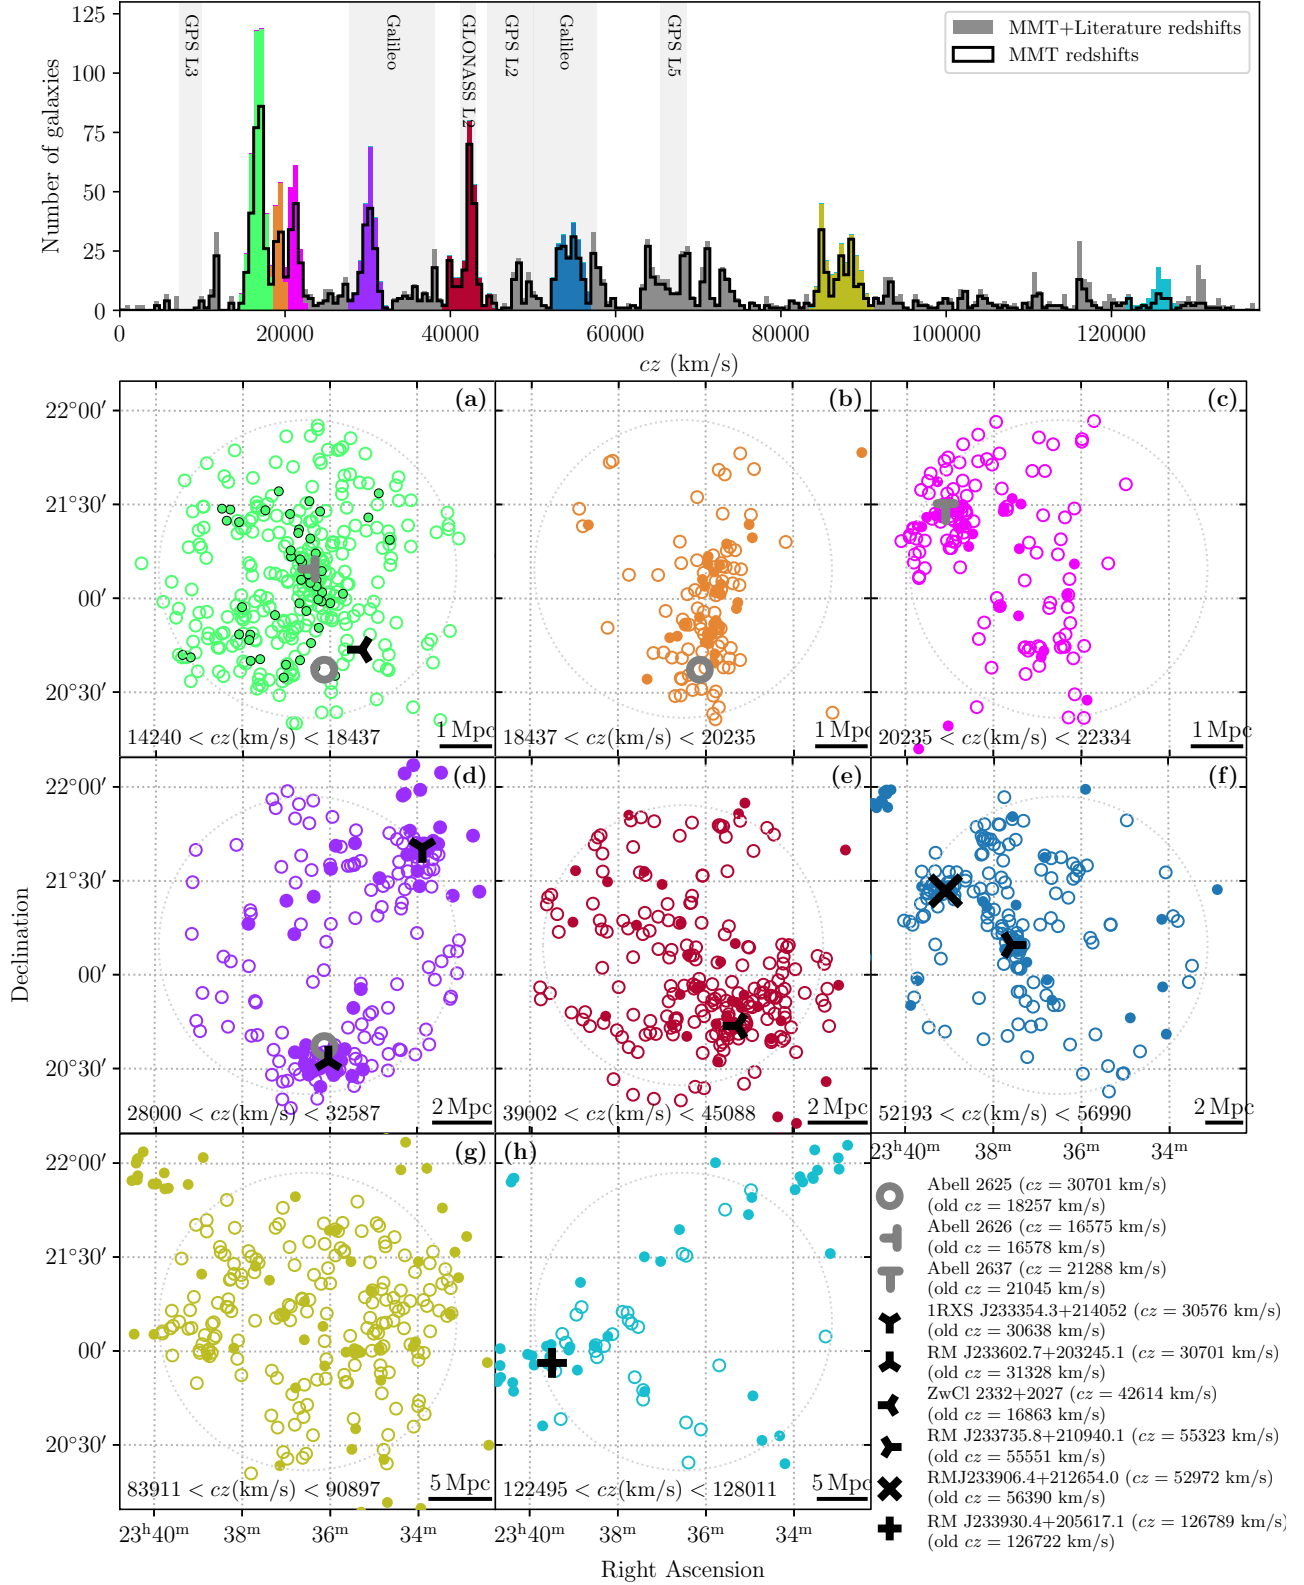 125
100
75
50
25
0
Number of galaxies
GPS L3
Galileo
GLONASS L2
GPS L2
Galileo
GPS L5
MMT+Literature redshifts
MMT redshifts
0 20000 40000 60000 80000 100000 120000
cz (km/s)
(a)
22°00′
21°30′
00′
20°30′
14240 < cz(km/s) < 18437
1 Mpc
(b)
18437 < cz(km/s) < 20235
1 Mpc
(c)
20235 < cz(km/s) < 22334
1 Mpc
Declination
(d)
22°00′
21°30′
00′
20°30′
28000 < cz(km/s) < 32587
2 Mpc
(e)
39002 < cz(km/s) < 45088
2 Mpc
(f)
52193 < cz(km/s) < 56990
2 Mpc
23ʰ40ᵐ 38ᵐ 36ᵐ 34ᵐ
(g)
22°00′
21°30′
00′
20°30′
83911 < cz(km/s) < 90897
5 Mpc
23ʰ40ᵐ 38ᵐ 36ᵐ 34ᵐ
(h)
122495 < cz(km/s) < 128011
5 Mpc
23ʰ40ᵐ 38ᵐ 36ᵐ 34ᵐ
Right Ascension
Abell 2625 (cz = 30701 km/s)
(old cz = 18257 km/s)
Abell 2626 (cz = 16575 km/s)
(old cz = 16578 km/s)
Abell 2637 (cz = 21288 km/s)
(old cz = 21045 km/s)
1RXS J233354.3+214052 (cz = 30576 km/s)
(old cz = 30638 km/s)
RM J233602.7+203245.1 (cz = 30701 km/s)
(old cz = 31328 km/s)
ZwCl 2332+2027 (cz = 42614 km/s)
(old cz = 16863 km/s)
RM J233735.8+210940.1 (cz = 55323 km/s)
(old cz = 55551 km/s)
RMJ233906.4+212654.0 (cz = 52972 km/s)
(old cz = 56390 km/s)
RM J233930.4+205617.1 (cz = 126789 km/s)
(old cz = 126722 km/s)